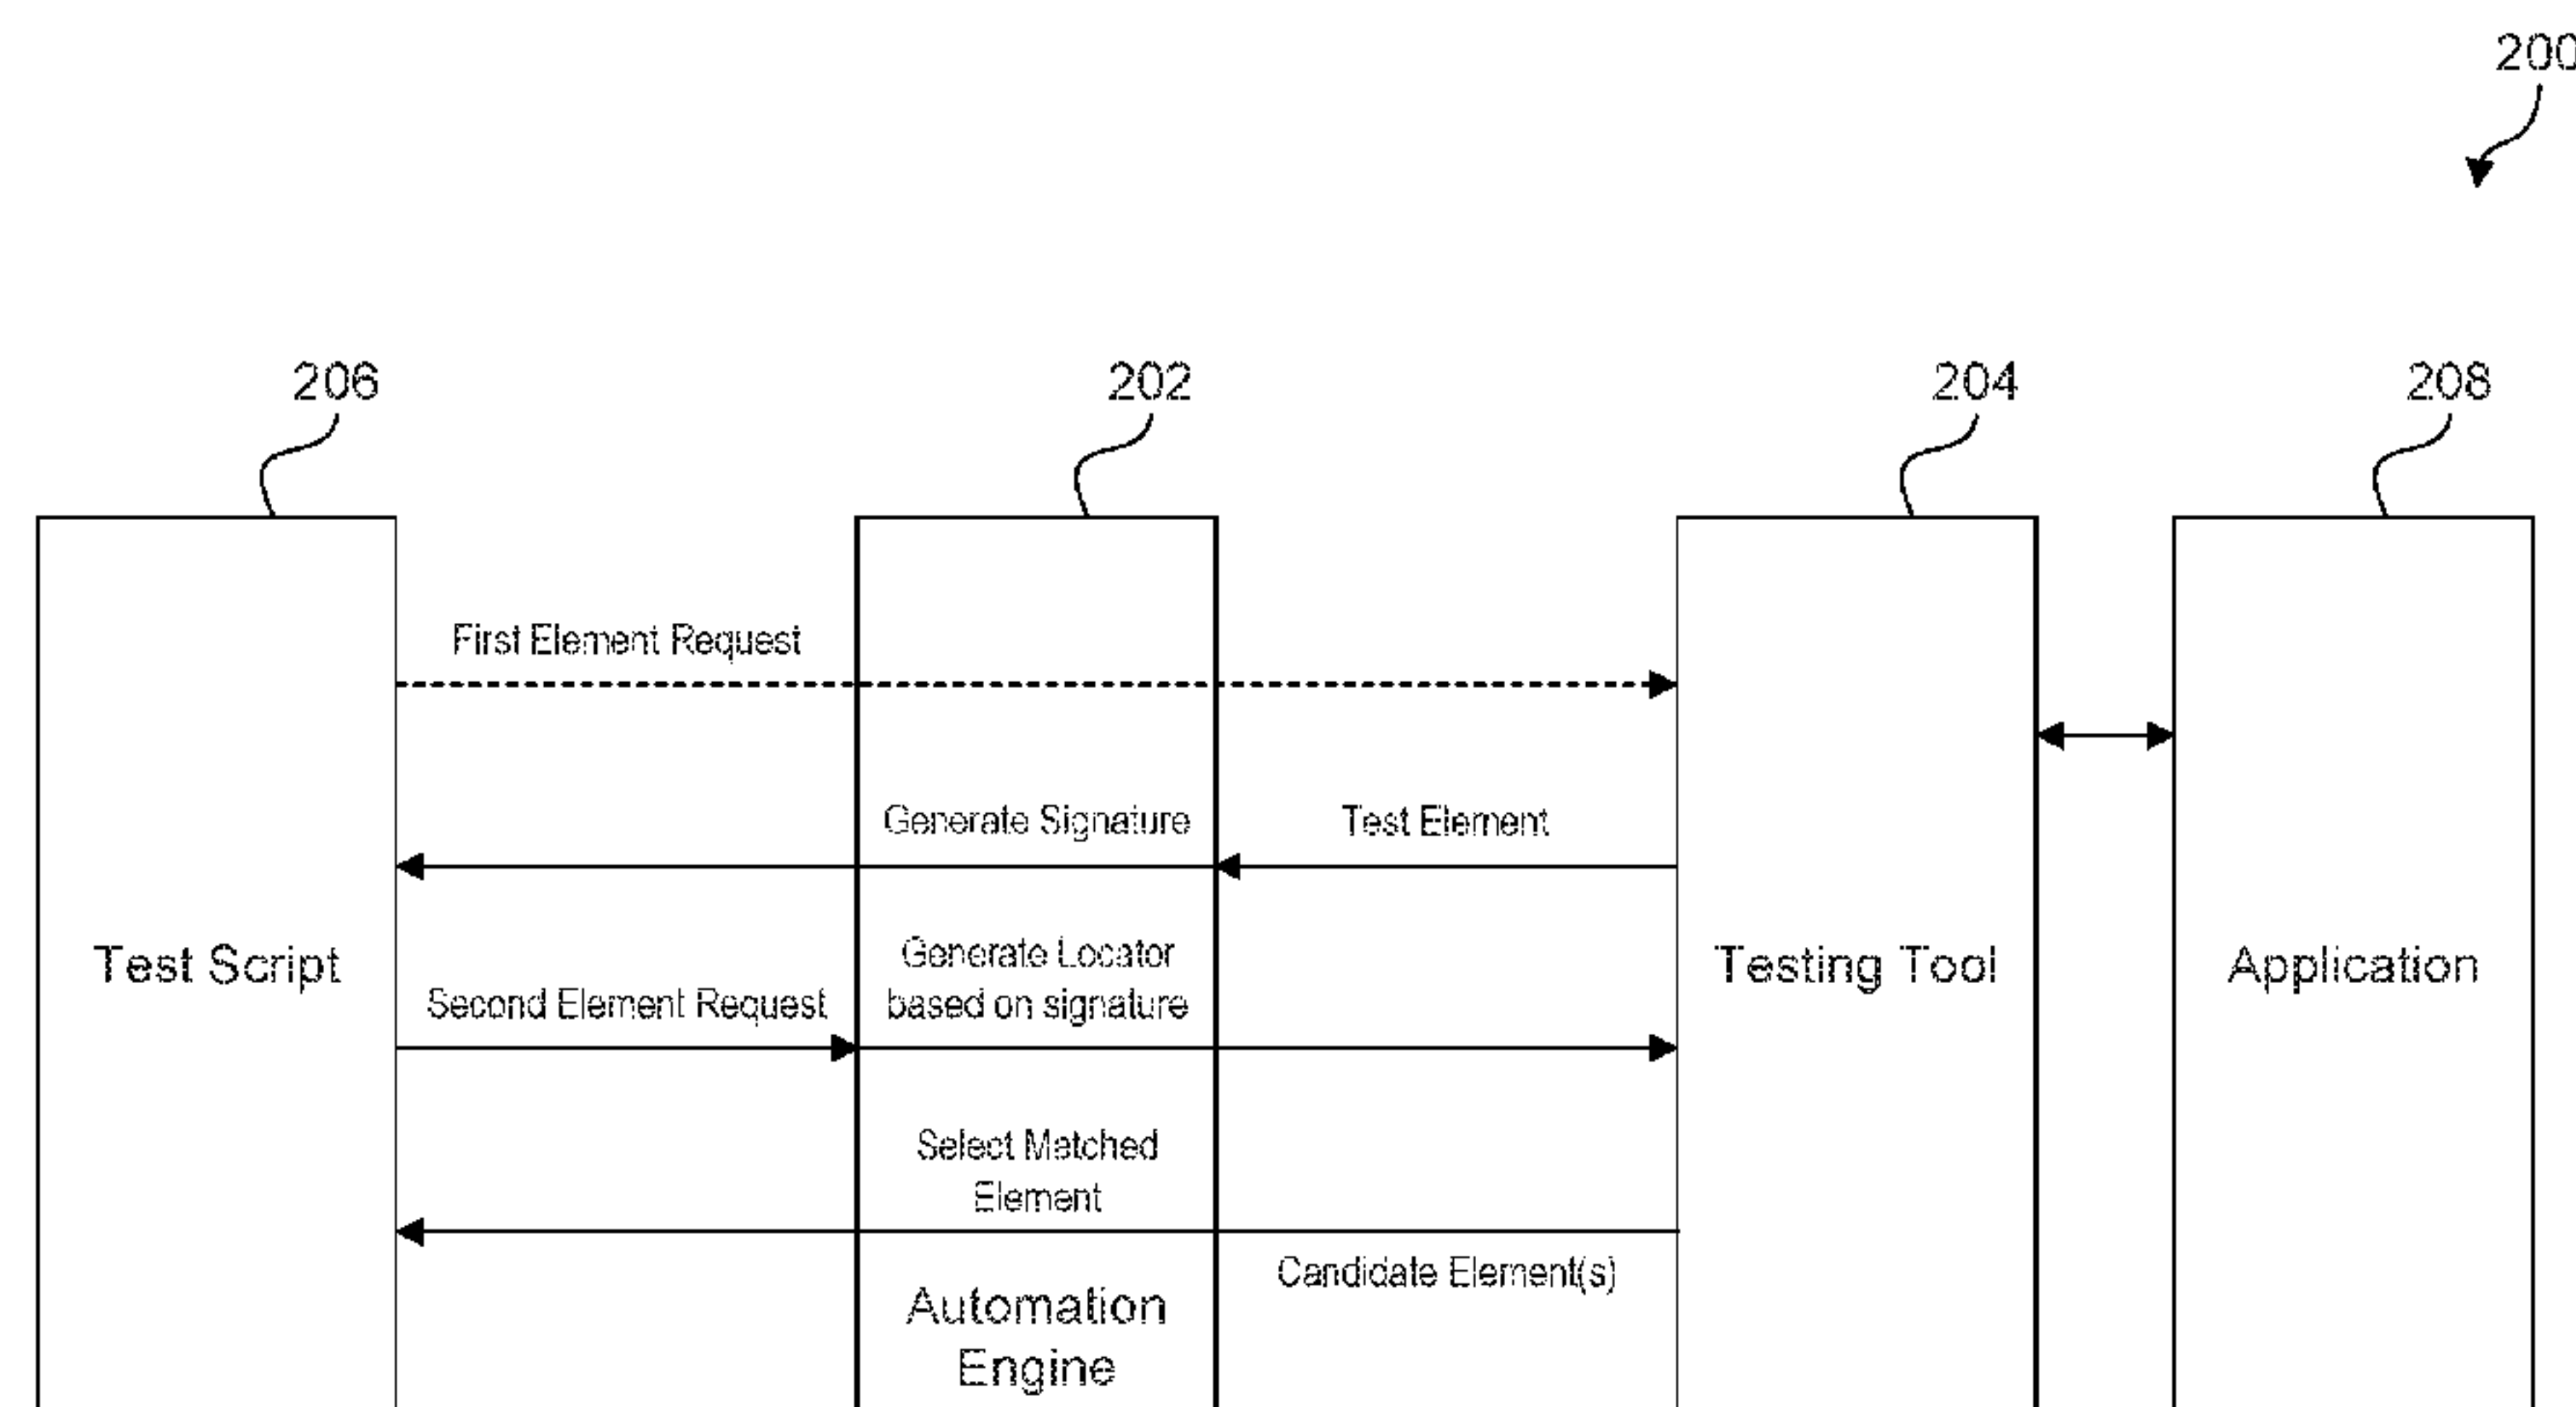 200
206
202
204
208
First Element Request
Generate Signature
Test Element
Generate Locator
based on signature
Test Script
Second Element Request
Testing Tool
Application
Select Matched
Element
Candidate Element(s)
Automation
Engine